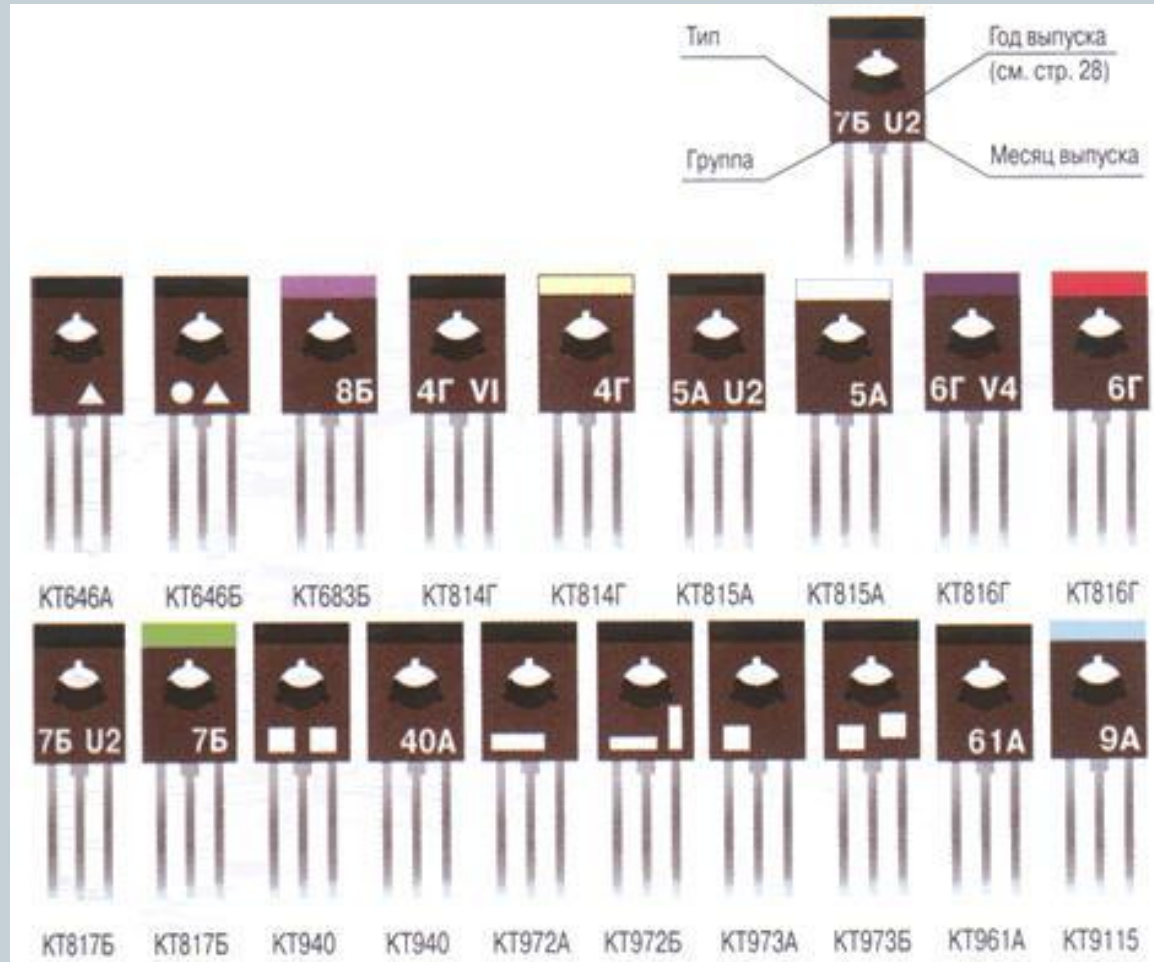 Тип
Год выпуска
(см. стр. 28)
7Б U2
Группа
Месяц выпуска
8Б
4Г VI
4Г
5А U2
5А
6Г V4
6Г
КТ646А
КТ646Б
КТ683Б
КТ814Г
КТ814Г
КТ815А
КТ815А
КТ816Г
КТ816Г
7Б U2
7Б
40А
61А
9А
КТ817Б
КТ817Б
КТ940
КТ940
КТ972А
КТ972Б
КТ973А
КТ973Б
КТ961А
КТ9115